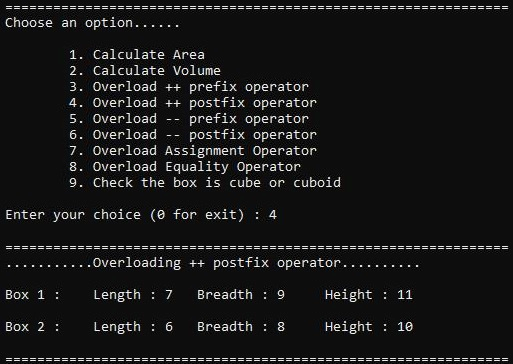 ===============================================================
Choose an option......
1. Calculate Area
2. Calculate Volume
3. Overload ++ prefix operator
4. Overload ++ postfix operator
5. Overload -- prefix operator
6. Overload -- postfix operator
7. Overload Assignment Operator
8. Overload Equality Operator
9. Check the box is cube or cuboid
Enter your choice (0 for exit) : 4
===============================================================
...........Overloading ++ postfix operator..........
Box 1 :    Length : 7   Breadth : 9     Height : 11
Box 2 :    Length : 6   Breadth : 8     Height : 10
===============================================================